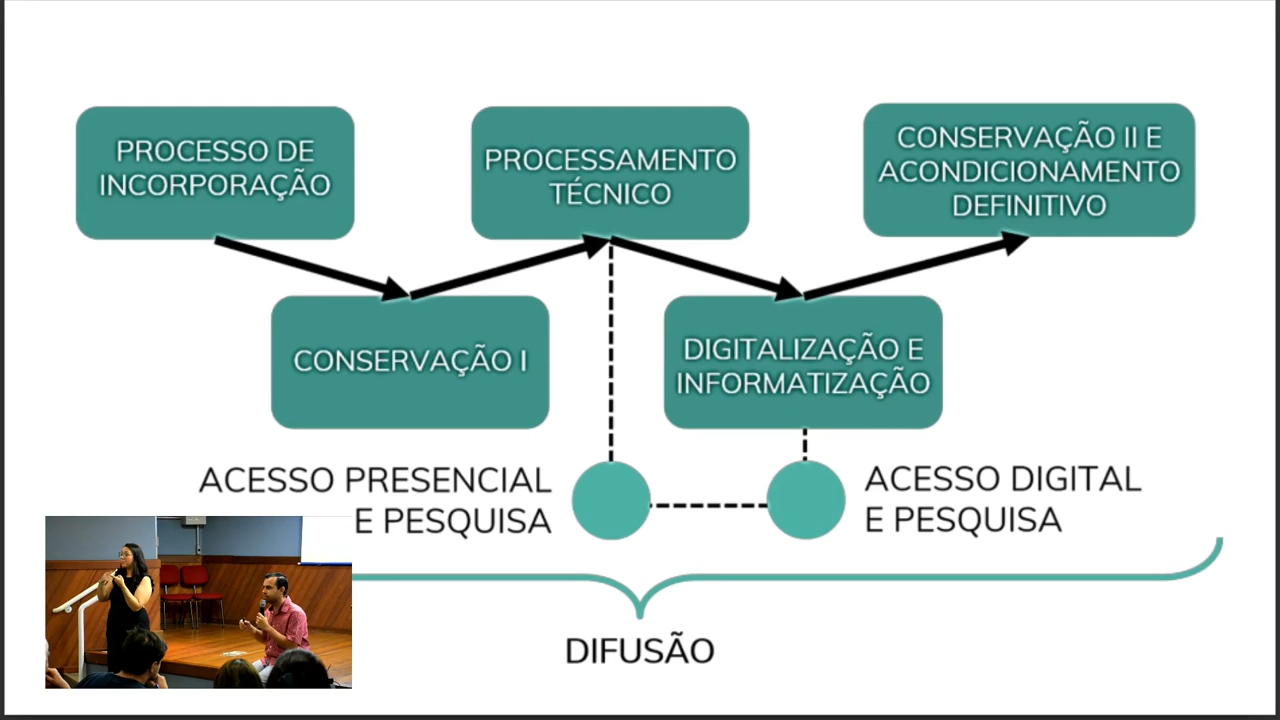 PROCESSO DE
INCORPORAÇÃO
PROCESSAMENTO
TÉCNICO
CONSERVAÇÃO II E
ACONDICIONAMENTO
DEFINITIVO
CONSERVAÇÃO I
DIGITALIZAÇÃO E
INFORMATIZAÇÃO
ACESSO PRESENCIAL
E PESQUISA
ACESSO DIGITAL
E PESQUISA
DIFUSÃO